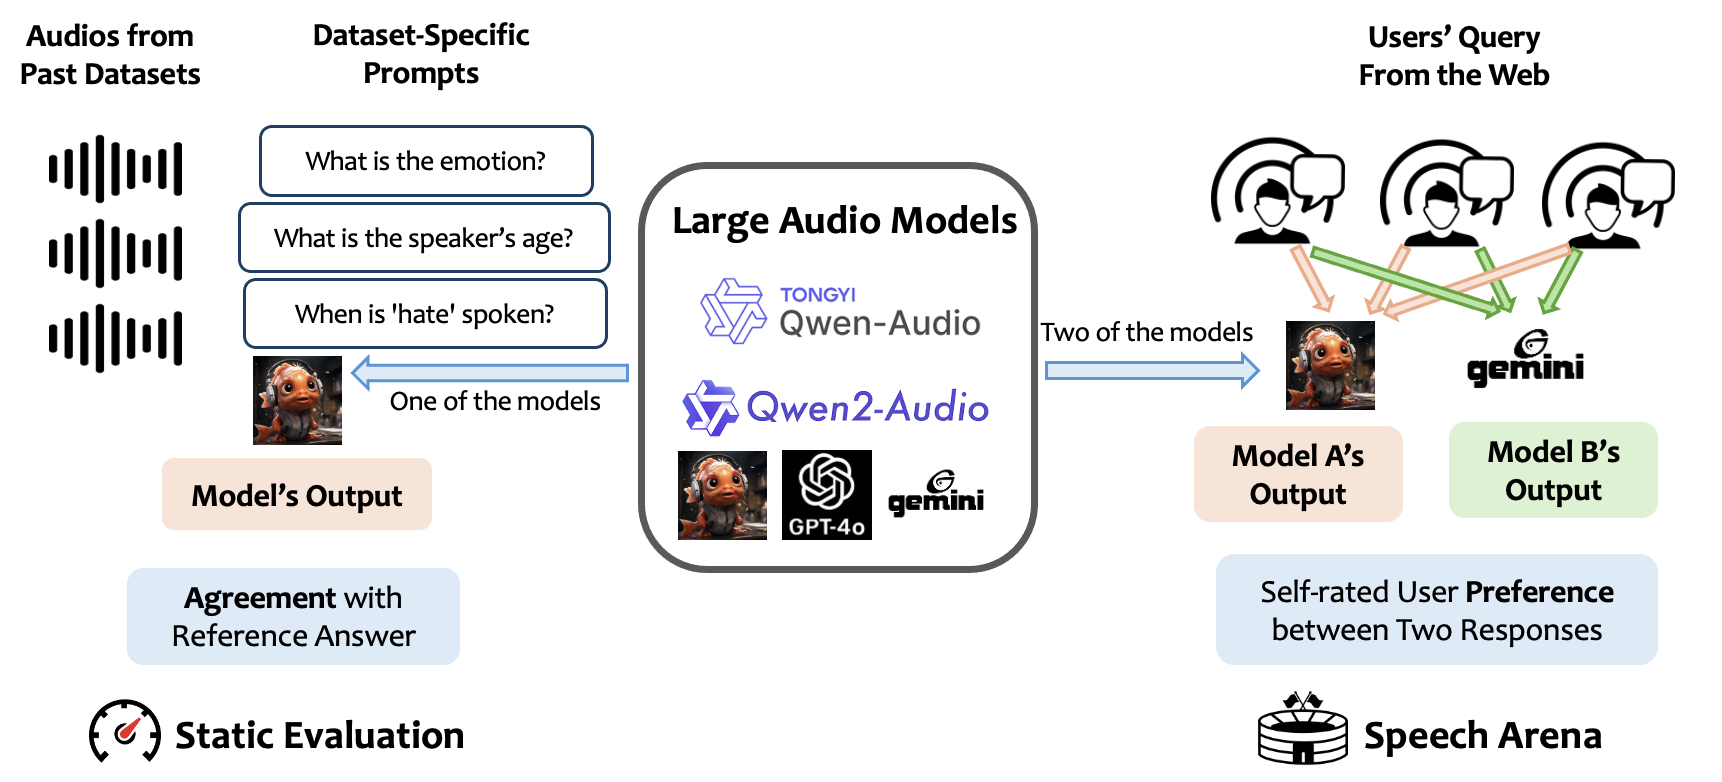 Audios from
Past Datasets
Dataset-Specific
Prompts
What is the emotion?
What is the speaker's age?
When is 'hate' spoken?
One of the models
Model's Output
Agreement with
Reference Answer
Static Evaluation
Large Audio Models
TONGYI
Qwen-Audio
Qwen2-Audio
GPT-4o
gemini
Users' Query
From the Web
Two of the models
gemini
Model A's
Output
Model B's
Output
Self-rated User Preference
between Two Responses
Speech Arena